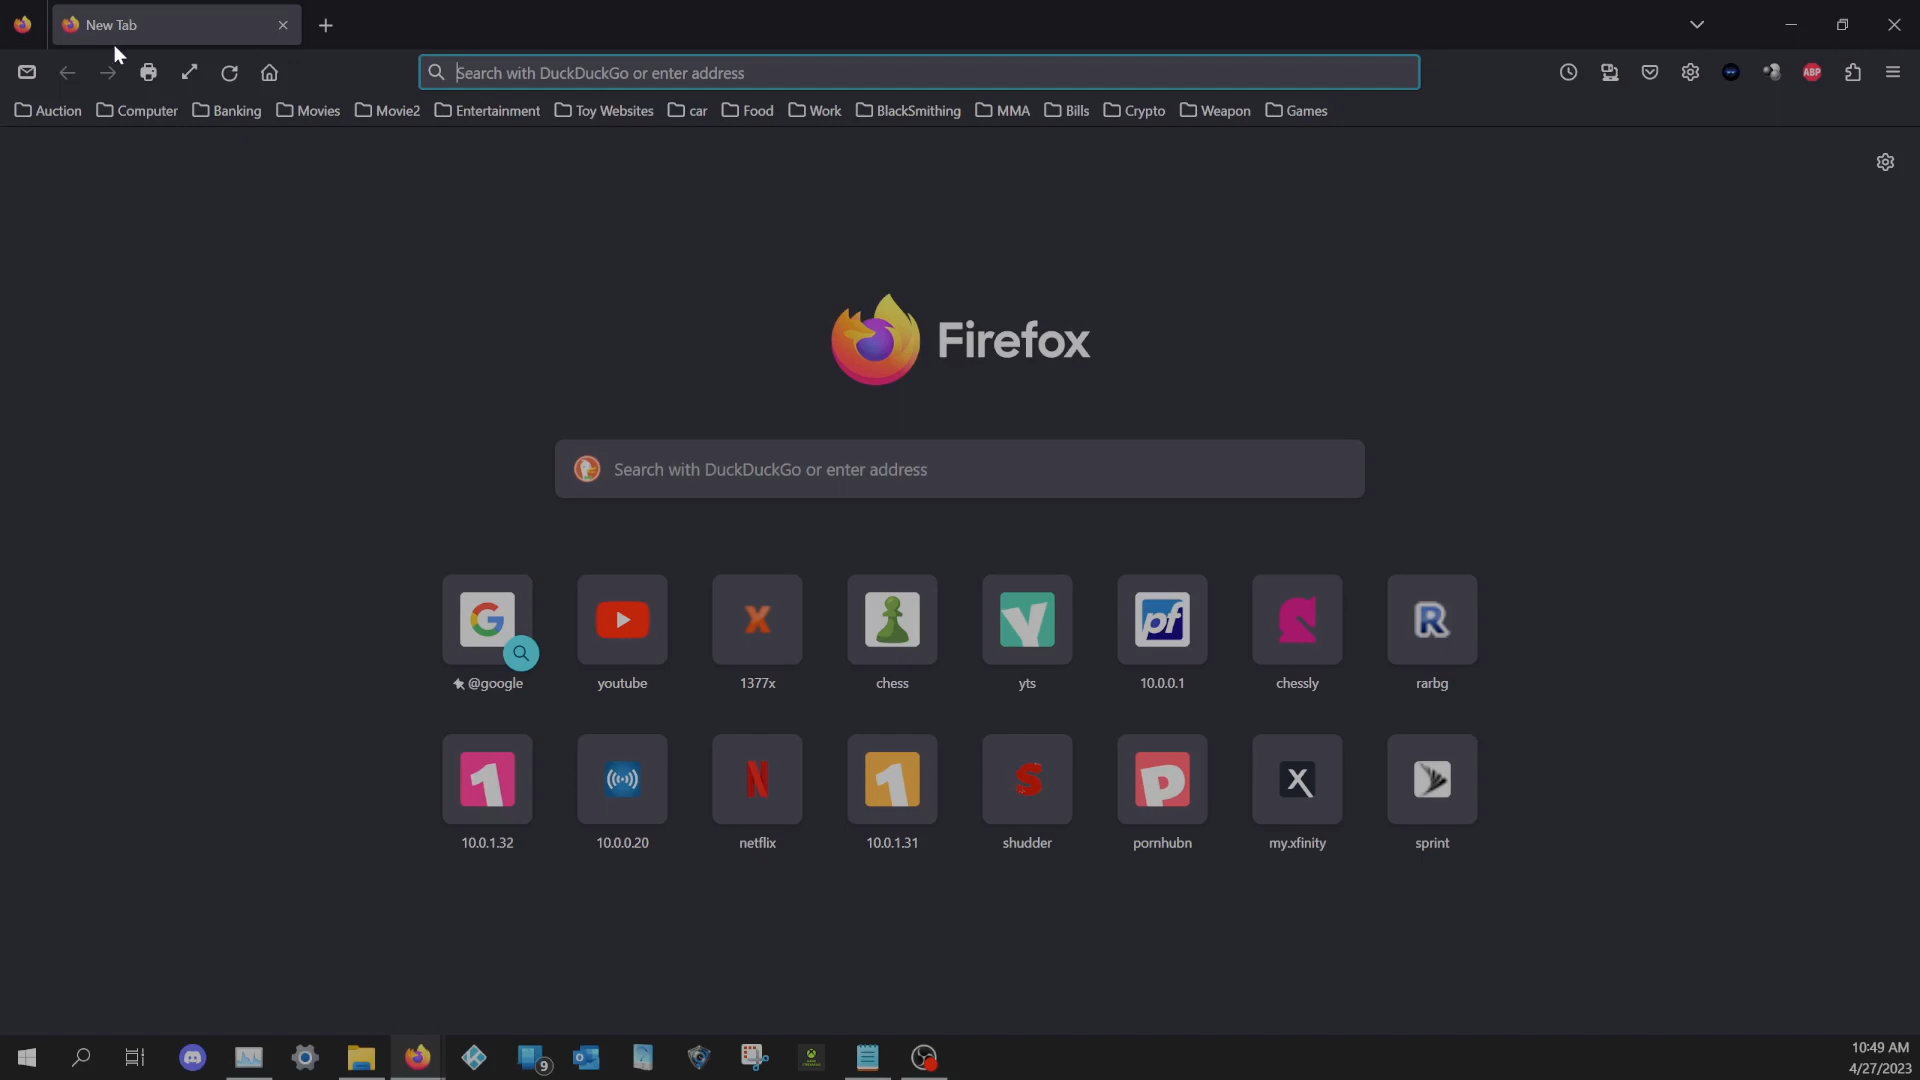 New Tab
Search with DuckDuckGo or enter address
ABP
Auction Computer Banking Movies Movie2 Entertainment Toy Websites car Food Work BlackSmithing MMA Bills Crypto Weapon Games
Firefox
Search with DuckDuckGo or enter address
@google youtube 1377x chess yts 10.0.0.1 chessly rarbg
10.0.1.32 10.0.0.20 netflix 10.0.1.31 shudder pornhubn my.xfinity sprint
9
10:49 AM
4/27/2023